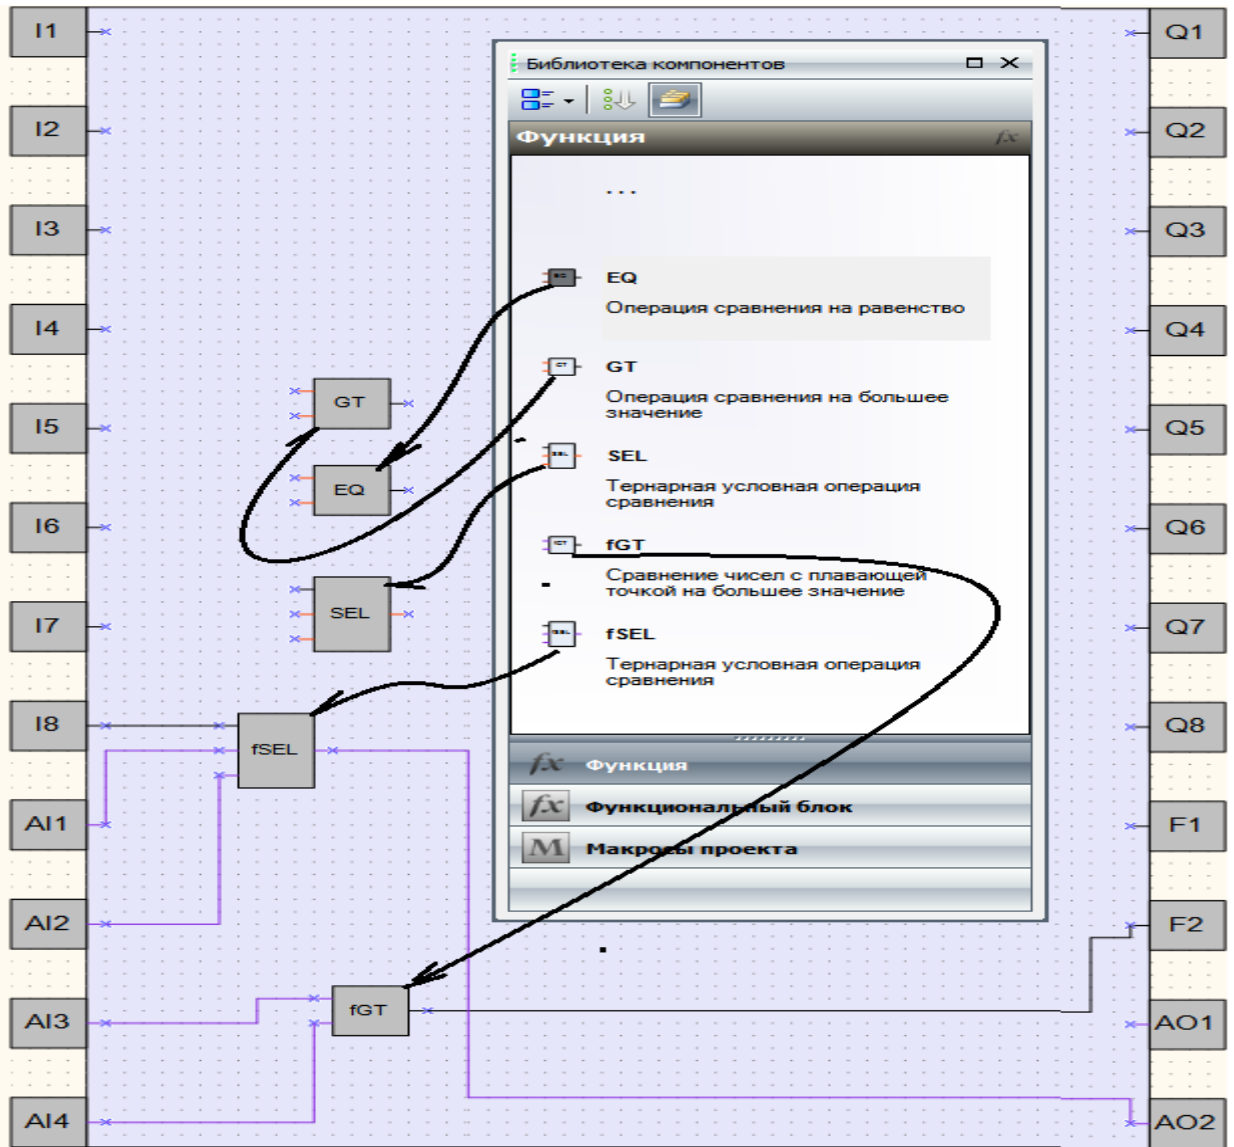 I1
I2
I3
I4
I5
I6
I7
I8
AI1
AI2
AI3
AI4
GT
EQ
SEL
fSEL
fGT
Библиотека компонентов
Функция
fx
...
EQ
Операция сравнения на равенство
GT
Операция сравнения на большее
значение
SEL
Тернарная условная операция
сравнения
fGT
Сравнение чисел с плавающей
точкой на большее значение
fSEL
Тернарная условная операция
сравнения
fx Функция
fx Функциональный блок
M Макросы проекта
Q1
Q2
Q3
Q4
Q5
Q6
Q7
Q8
F1
F2
AO1
AO2